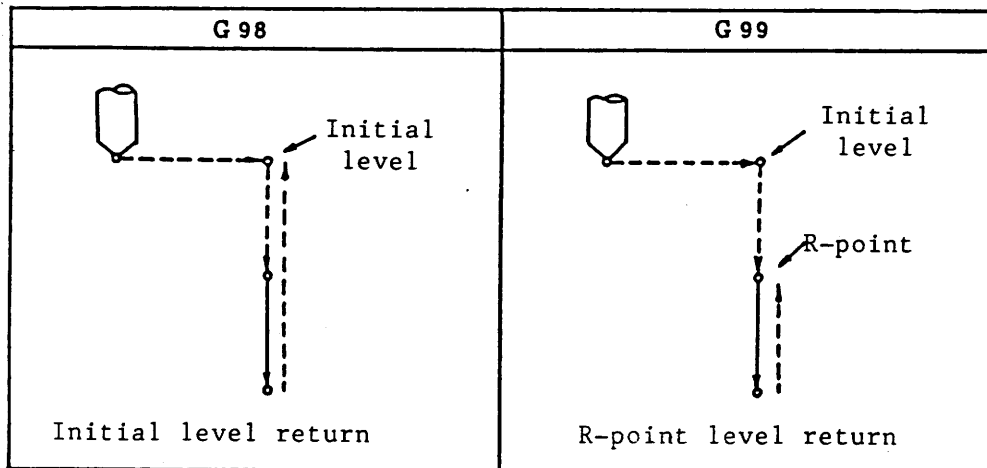 G 98
G 99
Initial
level
Initial level return
Initial
level
R-point
R-point level return